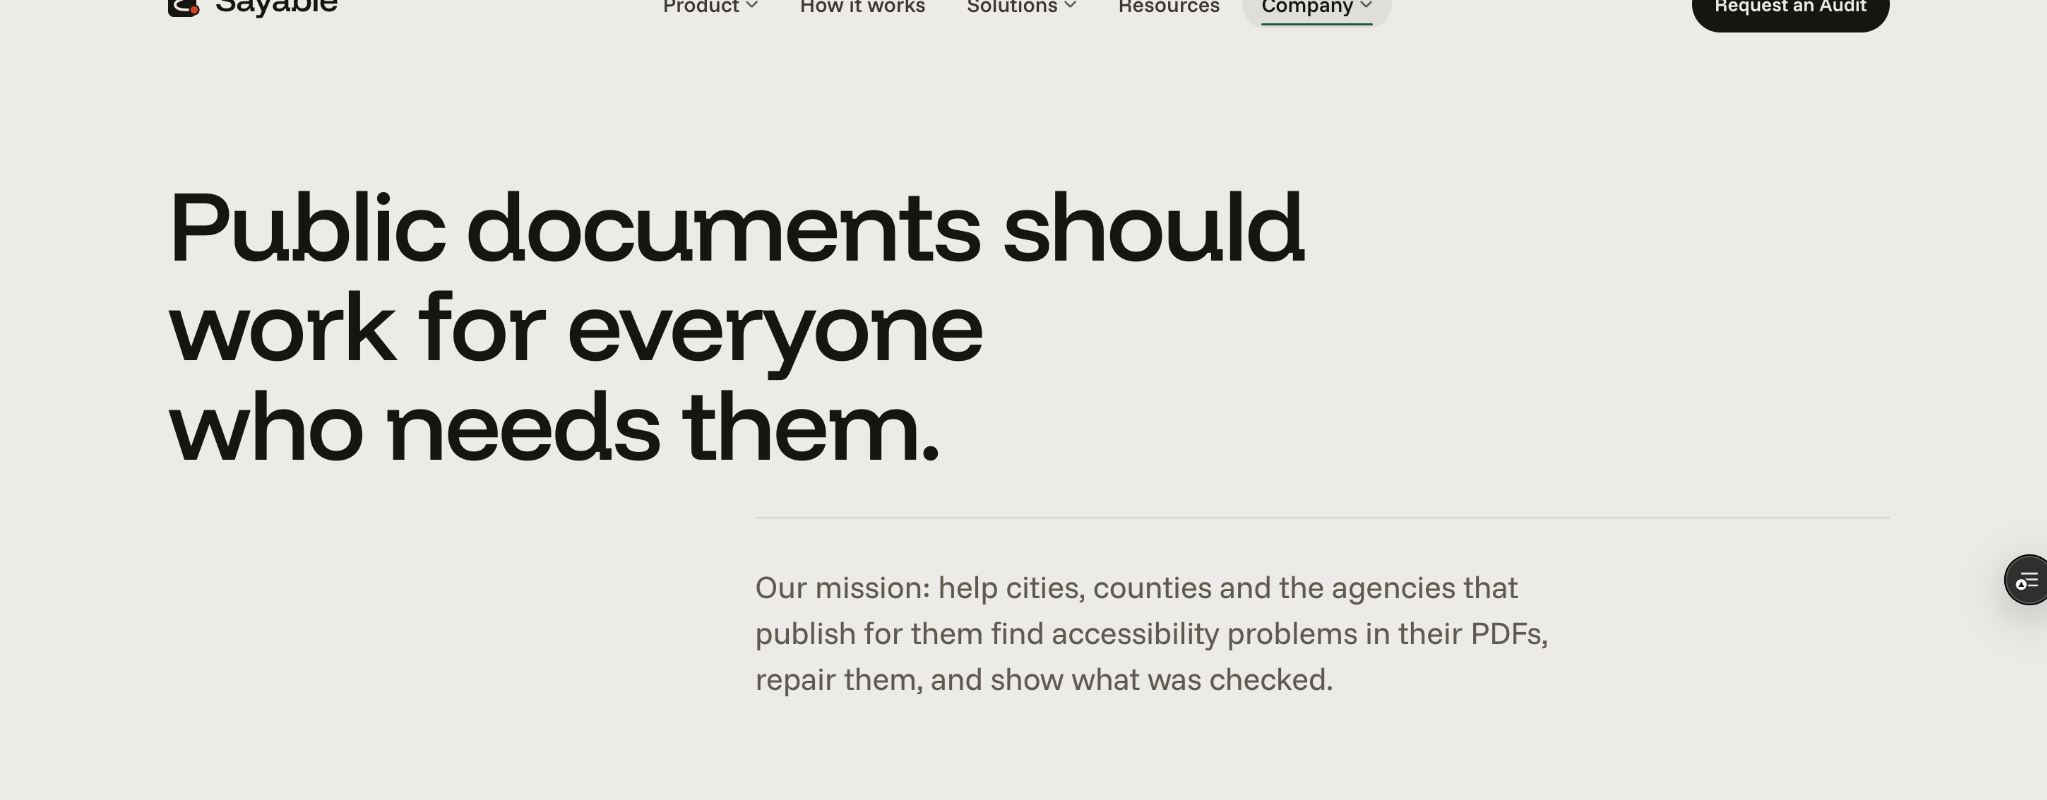 Sayable
Product
How it works
Solutions
Resources
Company
Request an Audit
Public documents should
work for everyone
who needs them.
Our mission: help cities, counties and the agencies that
publish for them find accessibility problems in their PDFs,
repair them, and show what was checked.